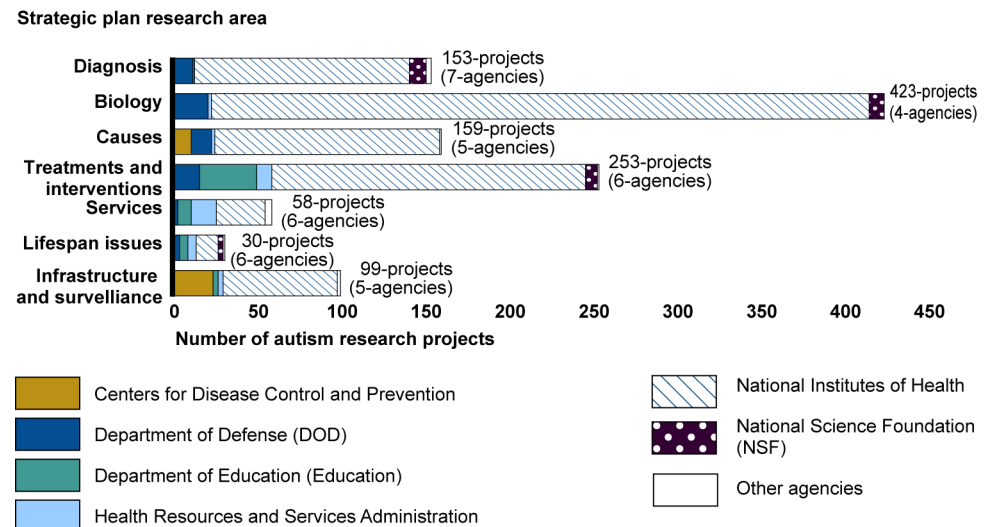 Strategic plan research area
Diagnosis
153-projects
(7-agencies)
Biology
423-projects
(4-agencies)
Causes
159-projects
(5-agencies)
Treatments and
interventions
253-projects
(6-agencies)
Services
58-projects
(6-agencies)
Lifespan issues
30-projects
(6-agencies)
Infrastructure
and survelliance
99-projects
(5-agencies)
0 50 100 150 200 250 300 350 400 450
Number of autism research projects
Centers for Disease Control and Prevention
Department of Defense (DOD)
Department of Education (Education)
Health Resources and Services Administration
National Institutes of Health
National Science Foundation
(NSF)
Other agencies